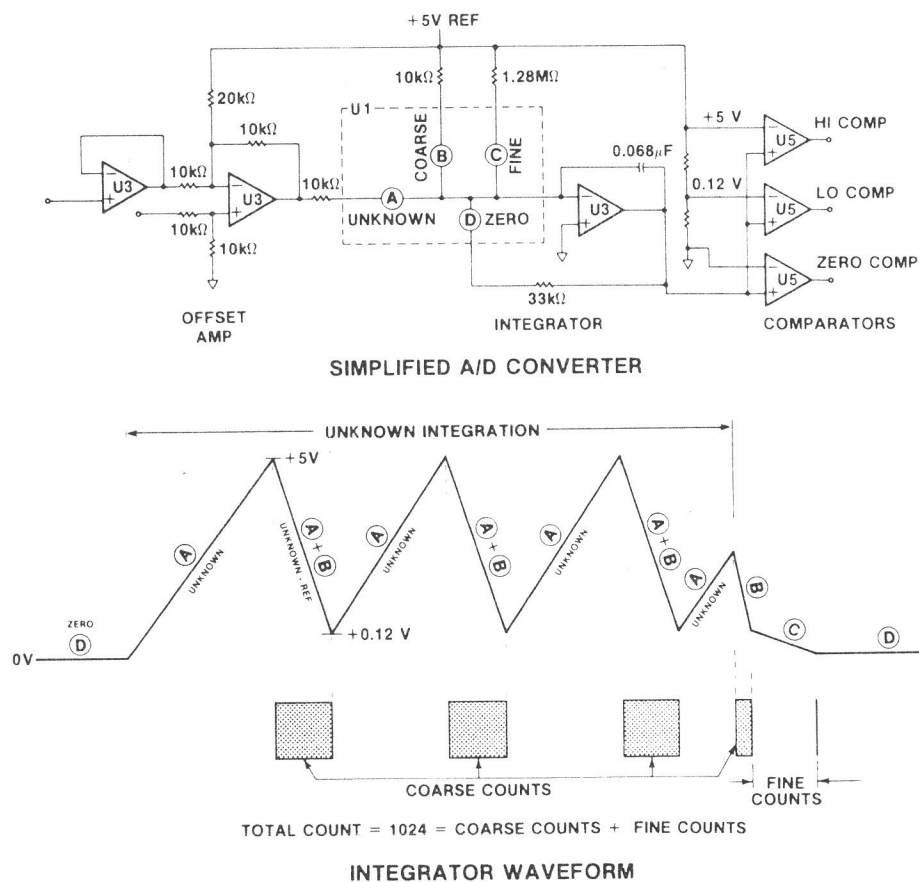 +5V REF
10kΩ
1.28MΩ
20kΩ
U1
10kΩ
COARSE
B
C
FINE
+5 V
U5
HI COMP
0.068μF
U3
10kΩ
U3
10kΩ
A
UNKNOWN
D
ZERO
U3
0.12 V
U5
LO COMP
10kΩ
10kΩ
33kΩ
U5
ZERO COMP
OFFSET
AMP
INTEGRATOR
COMPARATORS
SIMPLIFIED A/D CONVERTER
UNKNOWN INTEGRATION
+5V
A
UNKNOWN
A + B
UNKNOWN - REF
A
UNKNOWN
A + B
A
UNKNOWN
A + B
A
UNKNOWN
B
C
D
ZERO
D
0V
+0.12 V
COARSE COUNTS
FINE
COUNTS
TOTAL COUNT = 1024 = COARSE COUNTS + FINE COUNTS
INTEGRATOR WAVEFORM